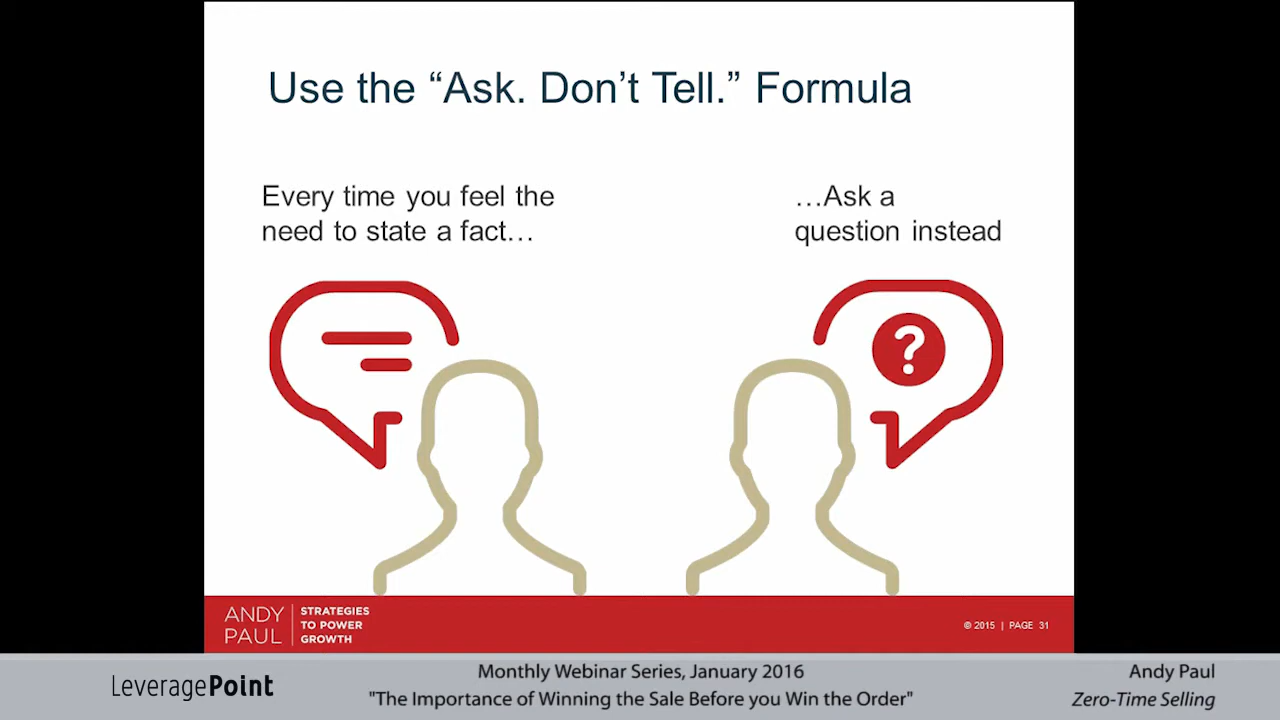 Use the “Ask. Don’t Tell.” Formula
Every time you feel the
need to state a fact…
…Ask a
question instead
?
ANDY
PAUL
STRATEGIES
TO POWER
GROWTH
© 2015 | PAGE 31
LeveragePoint
Monthly Webinar Series, January 2016
"The Importance of Winning the Sale Before you Win the Order"
Andy Paul
Zero-Time Selling